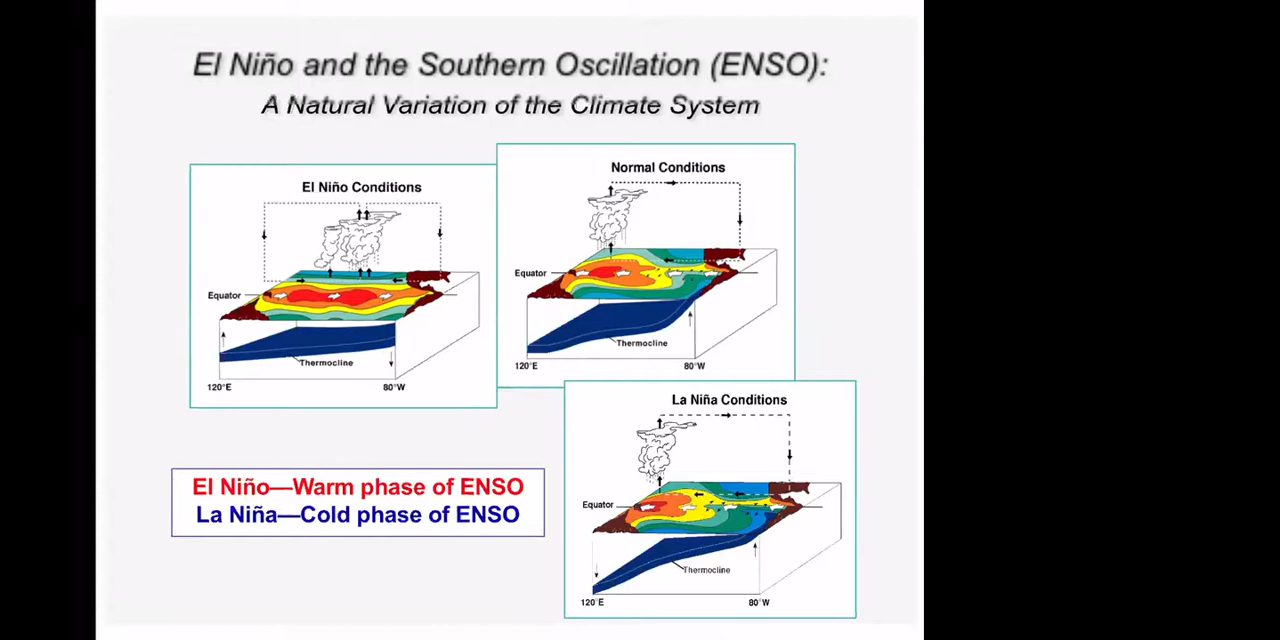 El Niño and the Southern Oscillation (ENSO):
A Natural Variation of the Climate System
El Niño Conditions
Equator
Thermocline
120°E
80°W
Normal Conditions
Equator
Thermocline
120°E
80°W
La Niña Conditions
Equator
Thermocline
120°E
80°W
El Niño—Warm phase of ENSO
La Niña—Cold phase of ENSO